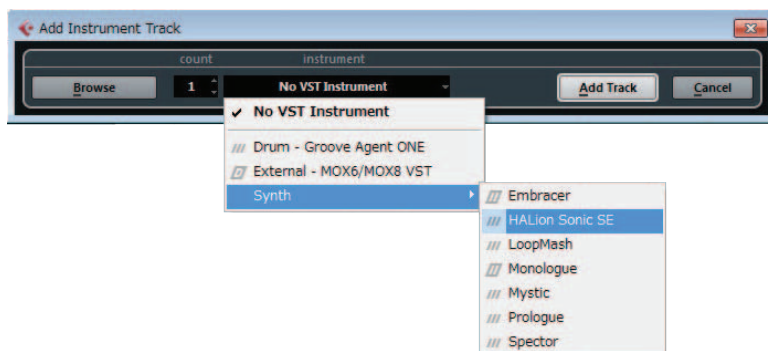 Add Instrument Track
count instrument
Browse 1 No VST Instrument Add Track Cancel
No VST Instrument
Drum - Groove Agent ONE
External - MOX6/MOX8 VST
Synth
Embracer
HALion Sonic SE
LoopMash
Monologue
Mystic
Prologue
Spector